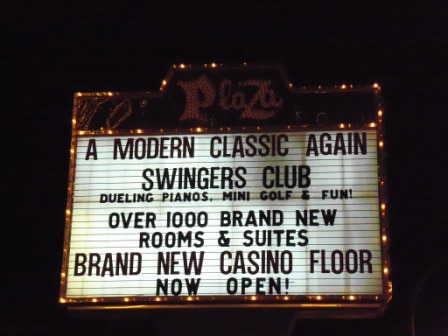 Plaza
A MODERN CLASSIC AGAIN
SWINGERS CLUB
DUELING PIANOS, MINI GOLF & FUN!
OVER 1000 BRAND NEW
ROOMS & SUITES
BRAND NEW CASINO FLOOR
NOW OPEN!